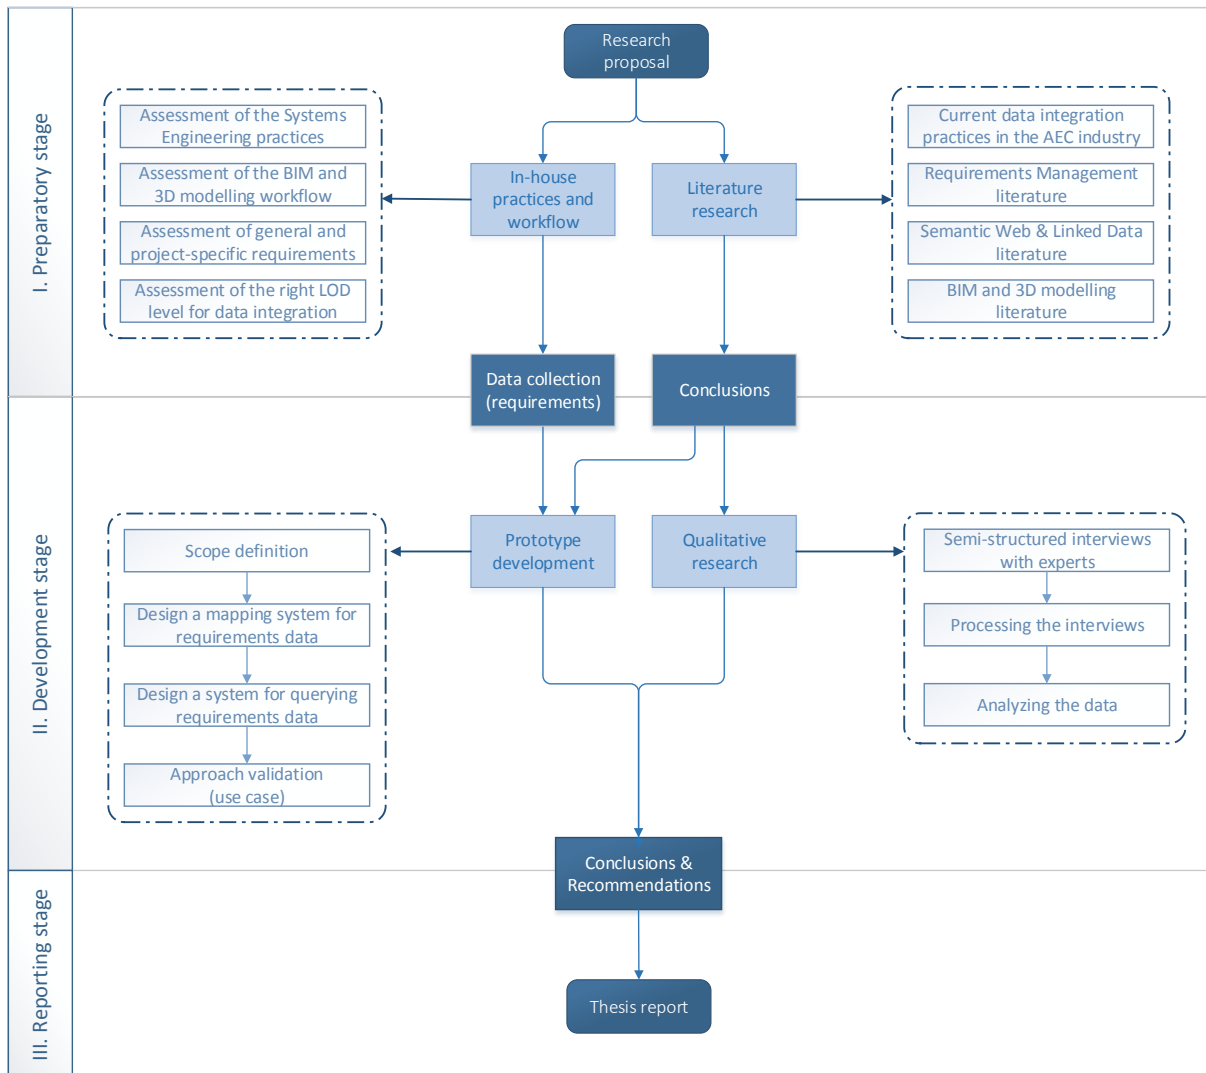 Research
proposal
I. Preparatory stage
Assessment of the Systems
Engineering practices
Assessment of the BIM and
3D modelling workflow
Assessment of general and
project-specific requirements
Assessment of the right LOD
level for data integration
In-house
practices and
workflow
Literature
research
Current data integration
practices in the AEC industry
Requirements Management
literature
Semantic Web & Linked Data
literature
BIM and 3D modelling
literature
Data collection
(requirements)
Conclusions
II. Development stage
Scope definition
Design a mapping system for
requirements data
Design a system for querying
requirements data
Approach validation
(use case)
Prototype
development
Qualitative
research
Semi-structured interviews
with experts
Processing the interviews
Analyzing the data
Conclusions &
Recommendations
III. Reporting stage
Thesis report